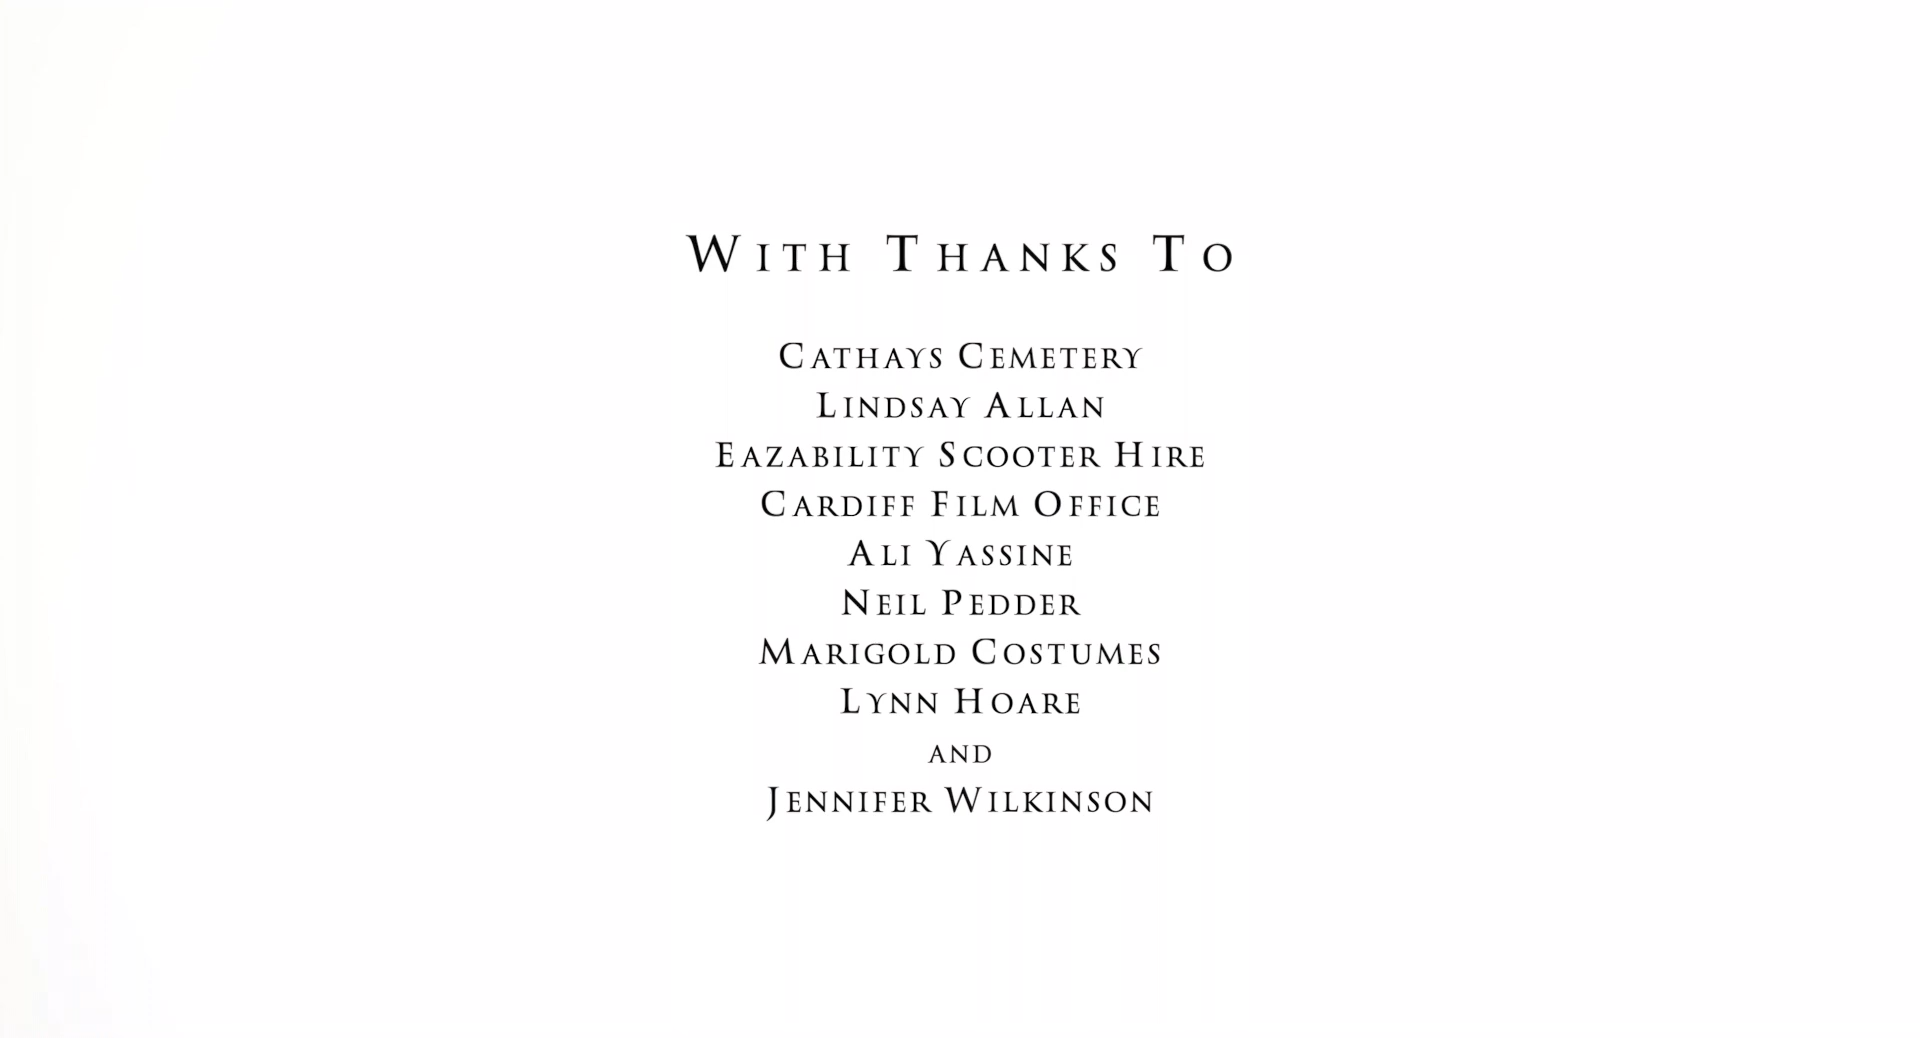 With Thanks To
Cathays Cemetery
Lindsay Allan
Eazability Scooter Hire
Cardiff Film Office
Ali Yassine
Neil Pedder
Marigold Costumes
Lynn Hoare
and
Jennifer Wilkinson